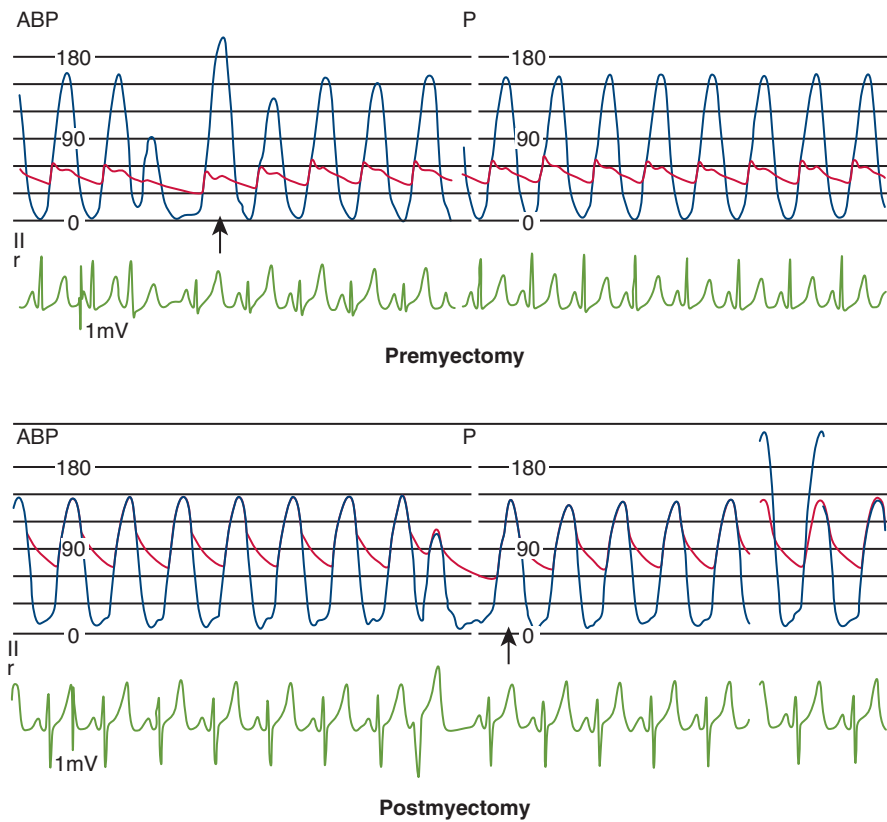 ABP P
180 180
90 90
0 0
II
r
1mV
Premyectomy
ABP P
180 180
90 90
0 0
II
r
1mV
Postmyectomy